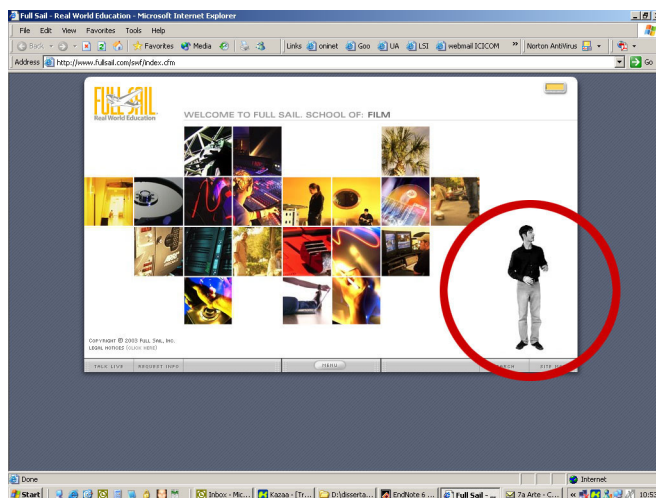 Full Sail - Real World Education - Microsoft Internet Explorer
File Edit View Favorites Tools Help
Back Favorites Media Links oninet Goo UA LSI webmail ICICOM » Norton AntiVirus
Address http://www.fullsail.com/swf/index.cfm Go
FULL SAIL
Real World Education
WELCOME TO FULL SAIL. SCHOOL OF: FILM
COPYRIGHT © 2003 FULL SAIL, INC.
LEGAL NOTICES (CLICK HERE)
TALK LIVE REQUEST INFO MENU
Done Internet
Start Inbox - Mic... Kazaa - [Tr... D:\disserta... EndNote 6 ... Full Sail - ... 7a Arte - C... « 10:53